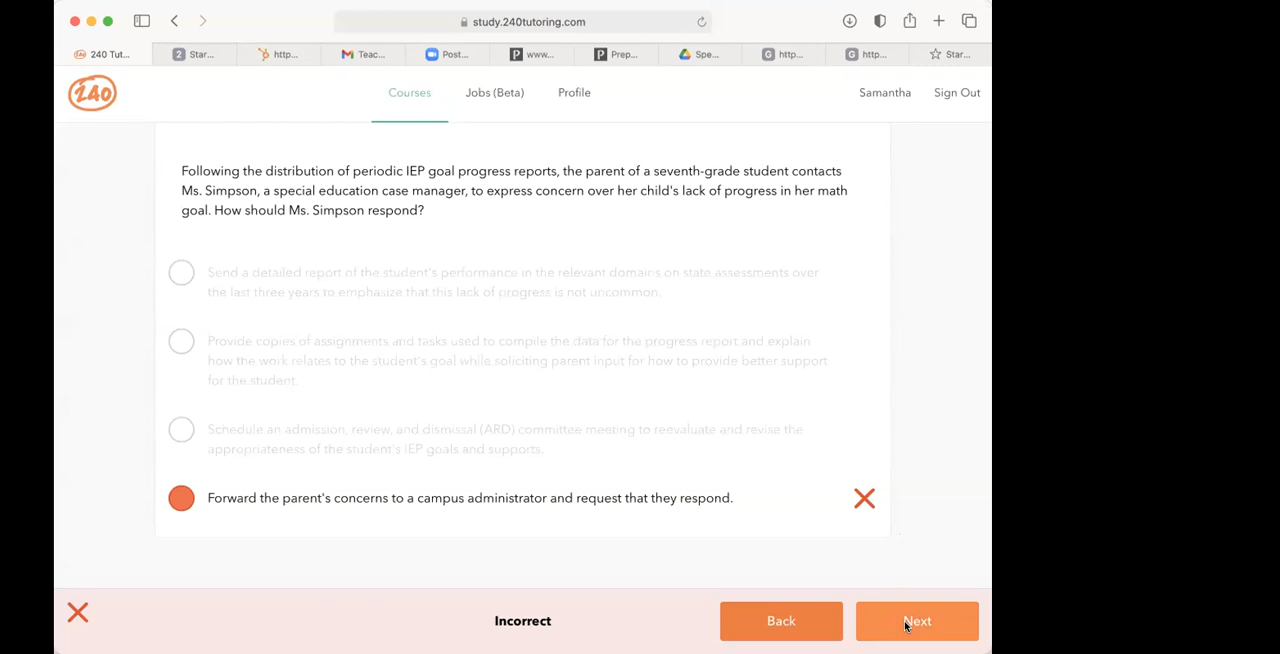 study.240tutoring.com
240 Tut...
Star...
http...
Teac...
Post...
www...
Prep...
Spe...
http...
http...
Star...
240
Courses
Jobs (Beta)
Profile
Samantha
Sign Out
Following the distribution of periodic IEP goal progress reports, the parent of a seventh-grade student contacts
Ms. Simpson, a special education case manager, to express concern over her child's lack of progress in her math
goal. How should Ms. Simpson respond?
Send a detailed report of the student's performance in the relevant domains on state assessments over
the last three years to emphasize that this lack of progress is not uncommon.
Provide copies of assignments and tasks used to compile the data for the progress report and explain
how the work relates to the student's goal while soliciting parent input for how to provide better support
for the student.
Schedule an admission, review, and dismissal (ARD) committee meeting to reevaluate and revise the
appropriateness of the student's IEP goals and supports.
Forward the parent's concerns to a campus administrator and request that they respond.
Incorrect
Back
Next